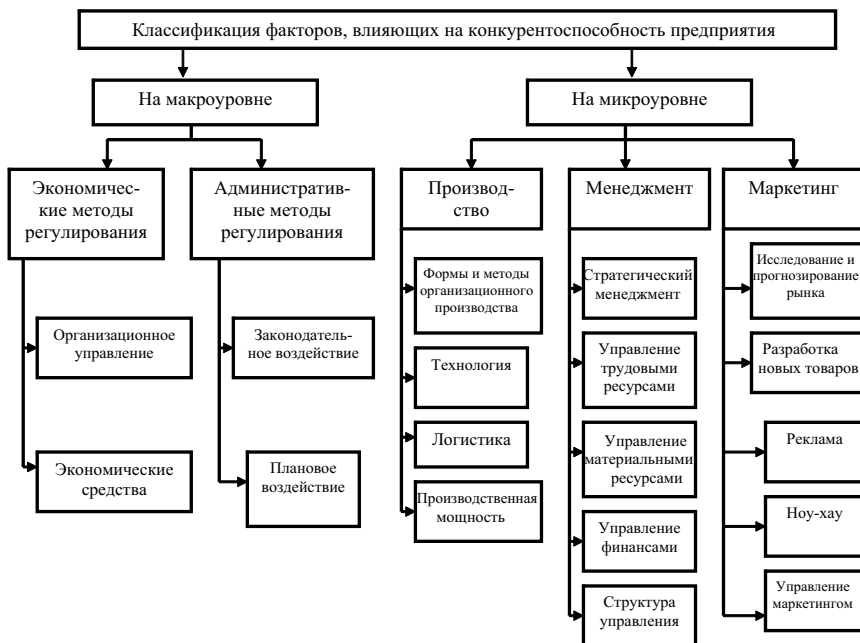 Классификация факторов, влияющих на конкурентоспособность предприятия
На макроуровне
На микроуровне
Экономичес-
кие методы
регулирования
Административ-
ные методы
регулирования
Производ-
ство
Менеджмент
Маркетинг
Организационное
управление
Экономические
средства
Законодатель-
ное воздействие
Плановое
воздействие
Формы и методы
организационного
производства
Технология
Логистика
Производственная
мощность
Стратегический
менеджмент
Управление
трудовыми
ресурсами
Управление
материальными
ресурсами
Управление
финансами
Структура
управления
Исследование и
прогнозирование
рынка
Разработка
новых товаров
Реклама
Ноу-хау
Управление
маркетингом